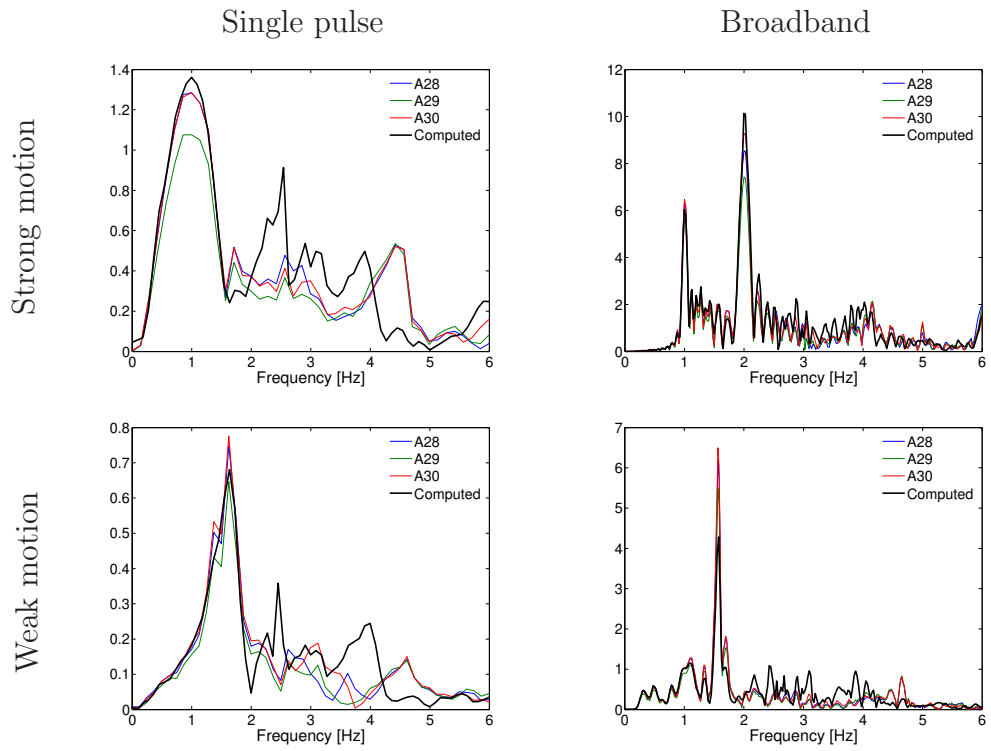 Single pulse
Broadband
Strong motion
1.4
1.2
1
0.8
0.6
0.4
0.2
0
0 1 2 3 4 5 6
Frequency [Hz]
A28
A29
A30
Computed
12
10
8
6
4
2
0
0 1 2 3 4 5 6
Frequency [Hz]
A28
A29
A30
Computed
Weak motion
0.8
0.7
0.6
0.5
0.4
0.3
0.2
0.1
0
0 1 2 3 4 5 6
Frequency [Hz]
A28
A29
A30
Computed
7
6
5
4
3
2
1
0
0 1 2 3 4 5 6
Frequency [Hz]
A28
A29
A30
Computed